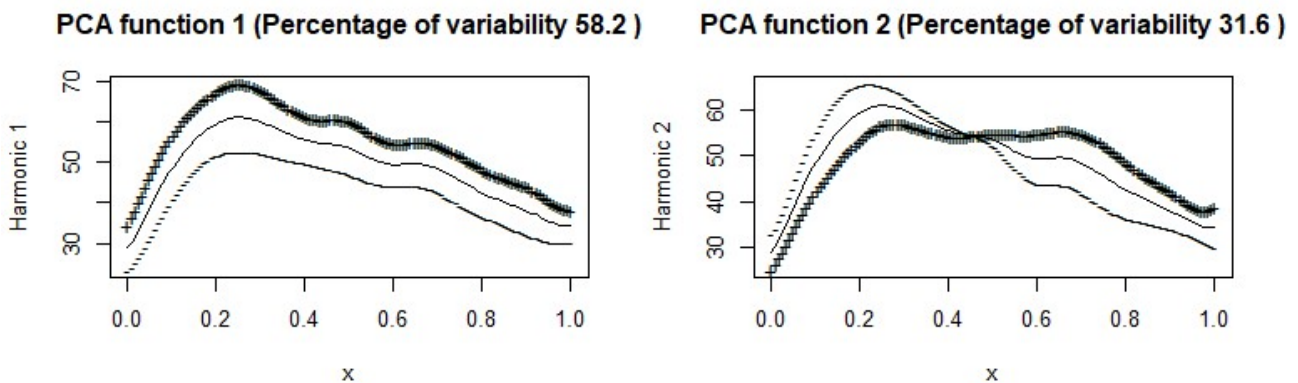 PCA function 1 (Percentage of variability 58.2 )
Harmonic 1
70
50
30
0.0 0.2 0.4 0.6 0.8 1.0
x
PCA function 2 (Percentage of variability 31.6 )
Harmonic 2
60
50
40
30
0.0 0.2 0.4 0.6 0.8 1.0
x